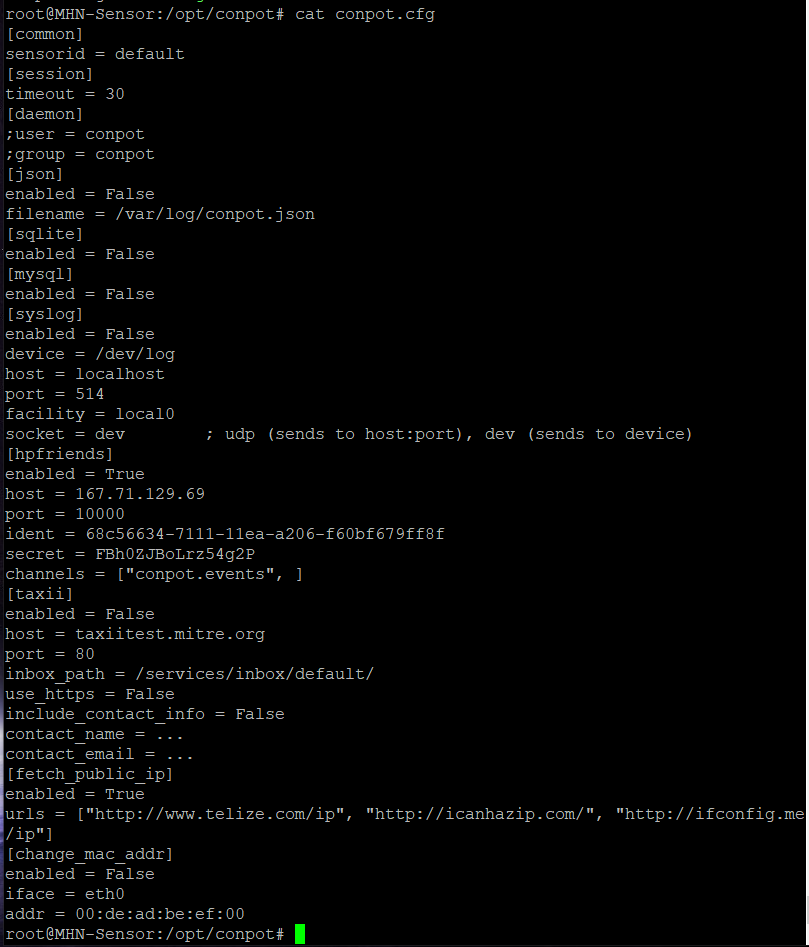 root@MHN-Sensor:/opt/conpot# cat conpot.cfg
[common]
sensorid = default
[session]
timeout = 30
[daemon]
;user = conpot
;group = conpot
[json]
enabled = False
filename = /var/log/conpot.json
[sqlite]
enabled = False
[mysql]
enabled = False
[syslog]
enabled = False
device = /dev/log
host = localhost
port = 514
facility = local0
socket = dev        ; udp (sends to host:port), dev (sends to device)
[hpfriends]
enabled = True
host = 167.71.129.69
port = 10000
ident = 68c56634-7111-11ea-a206-f60bf679ff8f
secret = FBh0ZJBoLrz54g2P
channels = ["conpot.events", ]
[taxii]
enabled = False
host = taxiitest.mitre.org
port = 80
inbox_path = /services/inbox/default/
use_https = False
include_contact_info = False
contact_name = ...
contact_email = ...
[fetch_public_ip]
enabled = True
urls = ["http://www.telize.com/ip", "http://icanhazip.com/", "http://ifconfig.me
/ip"]
[change_mac_addr]
enabled = False
iface = eth0
addr = 00:de:ad:be:ef:00
root@MHN-Sensor:/opt/conpot#